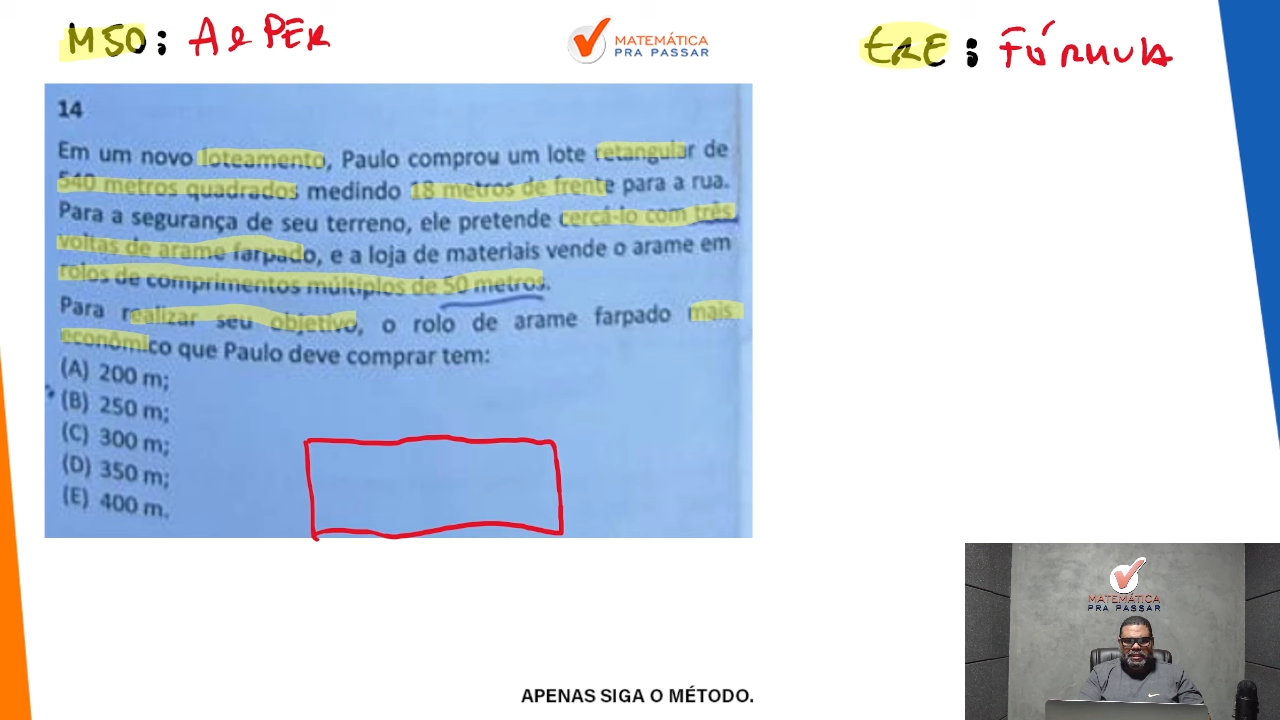 M50: A e PER
MATEMÁTICA
PRA PASSAR
tRE: FÓRMULA
14
Em um novo loteamento, Paulo comprou um lote retangular de
540 metros quadrados medindo 18 metros de frente para a rua.
Para a segurança de seu terreno, ele pretende cercá-lo com três
voltas de arame farpado, e a loja de materiais vende o arame em
rolos de comprimentos múltiplos de 50 metros.
Para realizar seu objetivo, o rolo de arame farpado mais
econômico que Paulo deve comprar tem:
(A) 200 m;
(B) 250 m;
(C) 300 m;
(D) 350 m;
(E) 400 m.
MATEMÁTICA
PRA PASSAR
APENAS SIGA O MÉTODO.